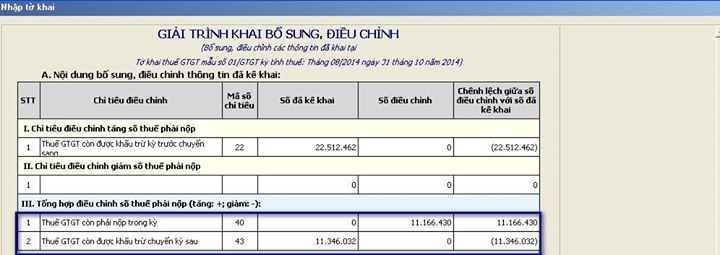 Nhập tờ khai
GIẢI TRÌNH KHAI BỔ SUNG, ĐIỀU CHỈNH
(Bổ sung, điều chỉnh các thông tin đã khai tại
Tờ khai thuế GTGT mẫu số 01/GTGT kỳ tính thuế: Tháng 08/2014 ngày 31 tháng 10 năm 2014)
A. Nội dung bổ sung, điều chỉnh thông tin đã kê khai:
STT Chỉ tiêu điều chỉnh Mã số chỉ tiêu Số đã kê khai Số điều chỉnh Chênh lệch giữa số điều chỉnh với số đã kê khai
I. Chỉ tiêu điều chỉnh tăng số thuế phải nộp
1 Thuế GTGT còn được khấu trừ kỳ trước chuyển sang 22 22.512.462 0 (22.512.462)
II. Chỉ tiêu điều chỉnh giảm số thuế phải nộp
1 0 0 0
III. Tổng hợp điều chỉnh số thuế phải nộp (tăng: +; giảm: -):
1 Thuế GTGT còn phải nộp trong kỳ 40 0 11.166.430 11.166.430
2 Thuế GTGT còn được khấu trừ chuyển kỳ sau 43 11.346.032 0 (11.346.032)